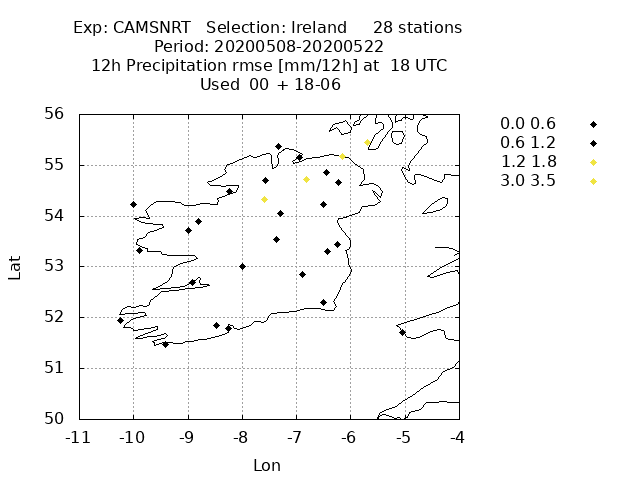 Exp: CAMSNRT Selection: Ireland 28 stations
Period: 20200508-20200522
12h Precipitation rmse [mm/12h] at 18 UTC
Used 00 + 18-06
56
55
54
53
52
51
50
-11 -10 -9 -8 -7 -6 -5 -4
Lat
Lon
0.0 0.6
0.6 1.2
1.2 1.8
3.0 3.5